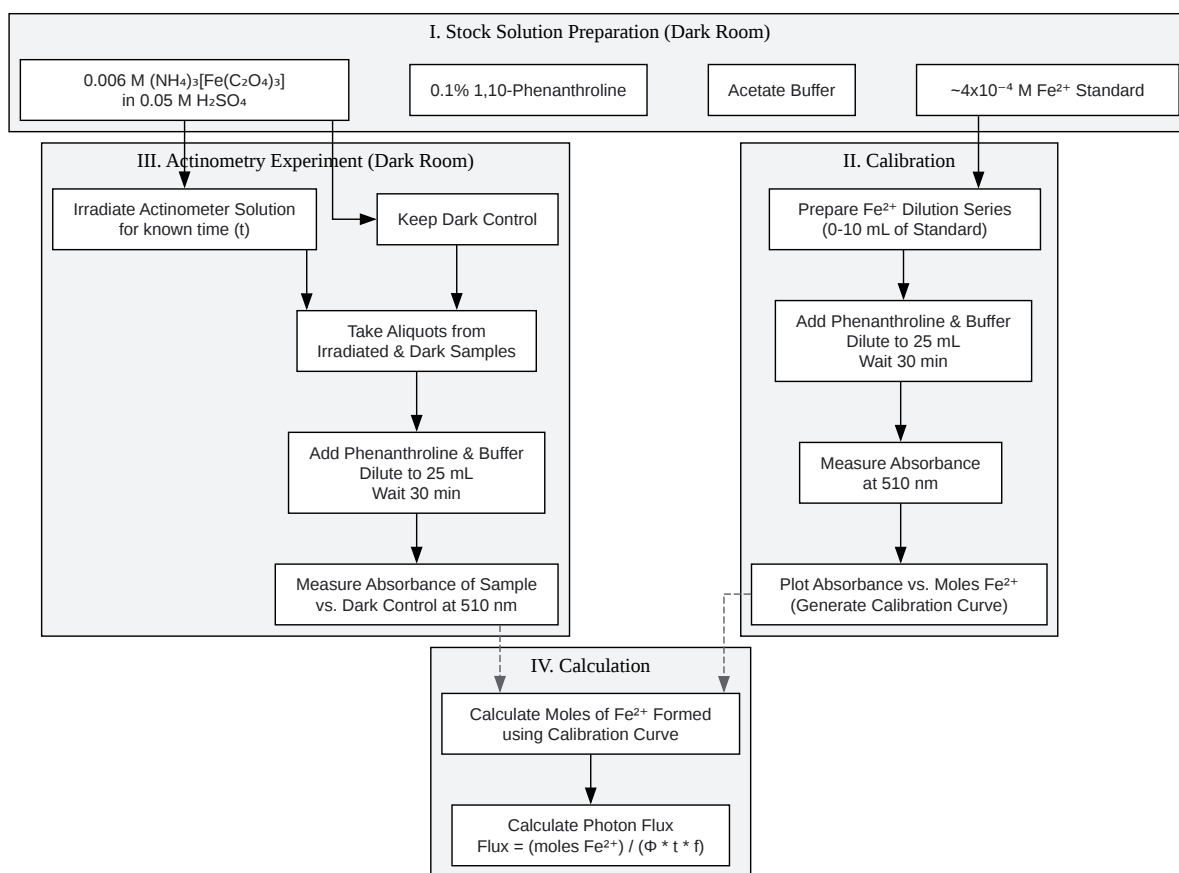 I. Stock Solution Preparation (Dark Room)
0.006 M (NH₄)₃[Fe(C₂O₄)₃]
in 0.05 M H₂SO₄
0.1% 1,10-Phenanthroline
Acetate Buffer
~4x10⁻⁴ M Fe²⁺ Standard
III. Actinometry Experiment (Dark Room)
Irradiate Actinometer Solution
for known time (t)
Keep Dark Control
Take Aliquots from
Irradiated & Dark Samples
Add Phenanthroline & Buffer
Dilute to 25 mL
Wait 30 min
Measure Absorbance of Sample
vs. Dark Control at 510 nm
II. Calibration
Prepare Fe²⁺ Dilution Series
(0-10 mL of Standard)
Add Phenanthroline & Buffer
Dilute to 25 mL
Wait 30 min
Measure Absorbance
at 510 nm
Plot Absorbance vs. Moles Fe²⁺
(Generate Calibration Curve)
IV. Calculation
Calculate Moles of Fe²⁺ Formed
using Calibration Curve
Calculate Photon Flux
Flux = (moles Fe²⁺) / (Φ * t * f)